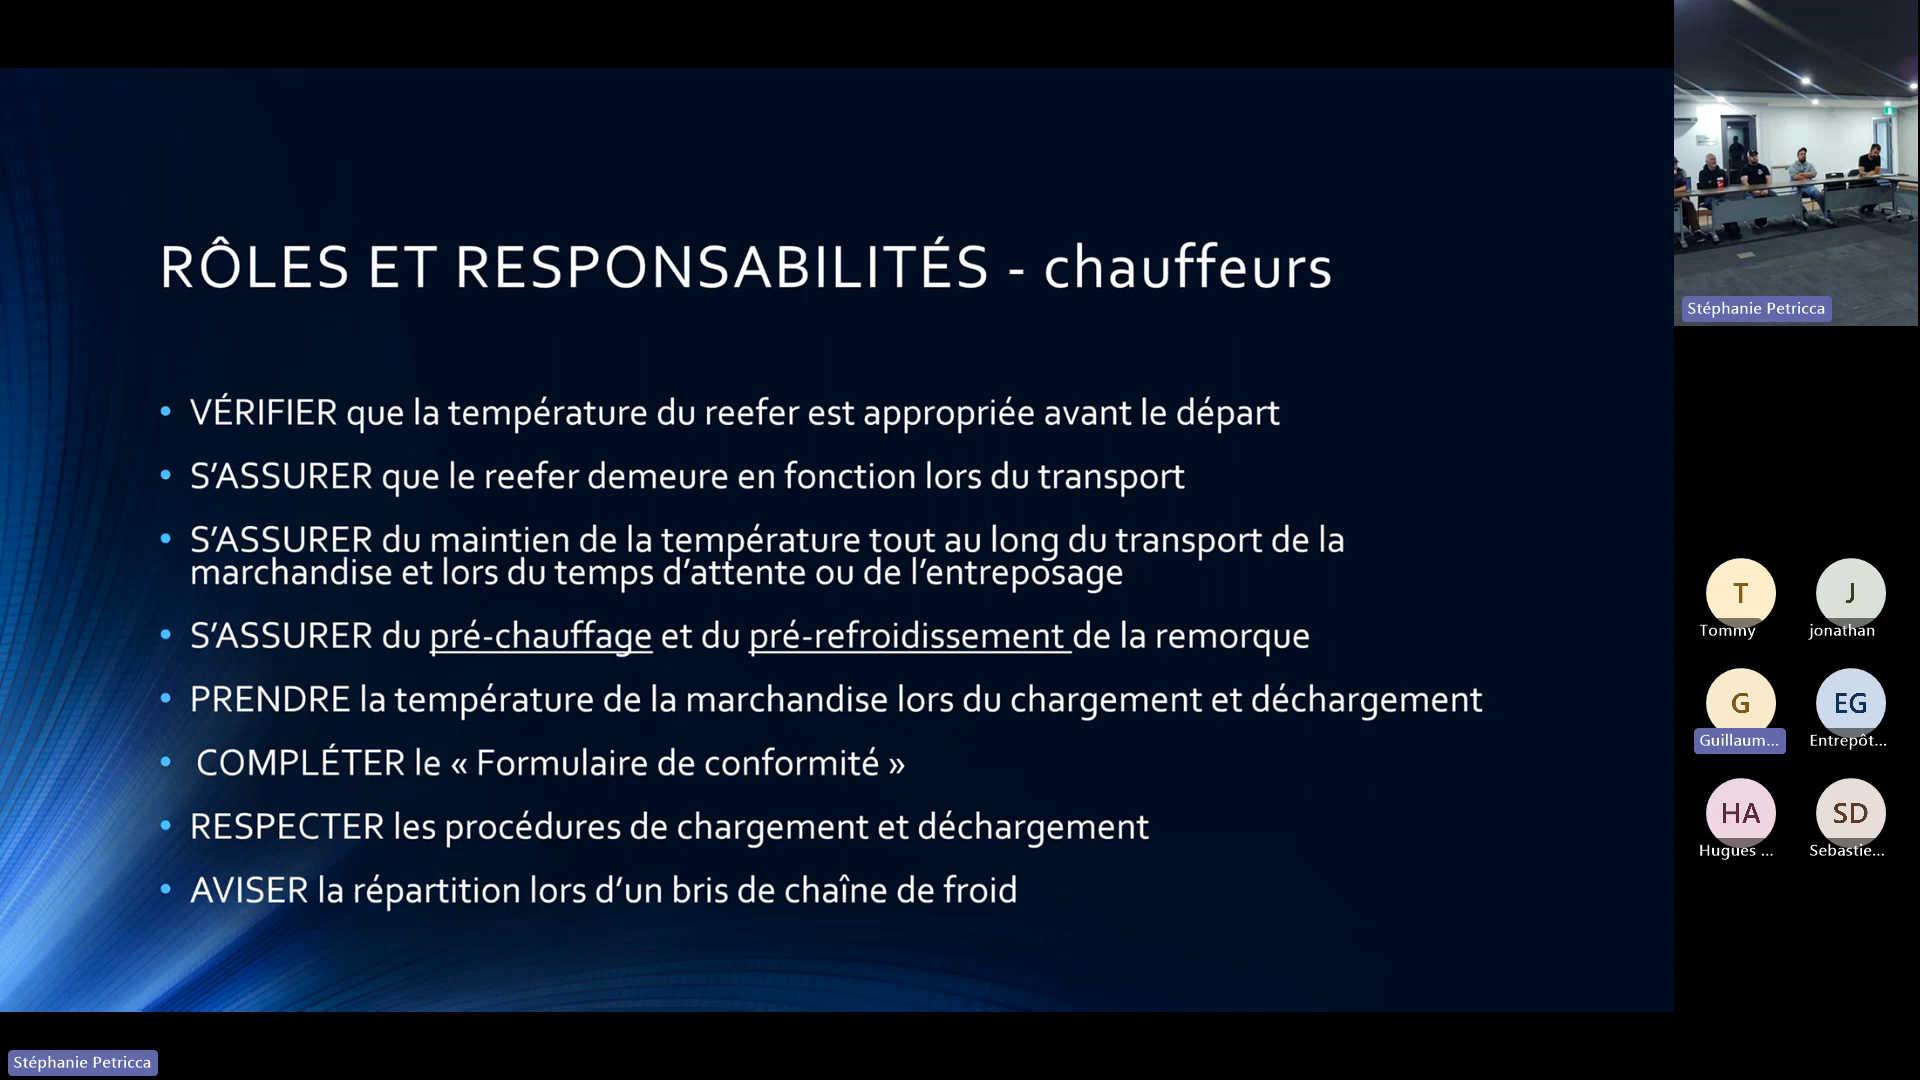 RÔLES ET RESPONSABILITÉS - chauffeurs
• VÉRIFIER que la température du reefer est appropriée avant le départ
• S’ASSURER que le reefer demeure en fonction lors du transport
• S’ASSURER du maintien de la température tout au long du transport de la
marchandise et lors du temps d’attente ou de l’entreposage
• S’ASSURER du pré-chauffage et du pré-refroidissement de la remorque
• PRENDRE la température de la marchandise lors du chargement et déchargement
• COMPLÉTER le « Formulaire de conformité »
• RESPECTER les procédures de chargement et déchargement
• AVISER la répartition lors d’un bris de chaîne de froid
Stéphanie Petricca
T
Tommy
J
jonathan
G
Guillaum...
EG
Entrepôt...
HA
Hugues ...
SD
Sebastie...
Stéphanie Petricca